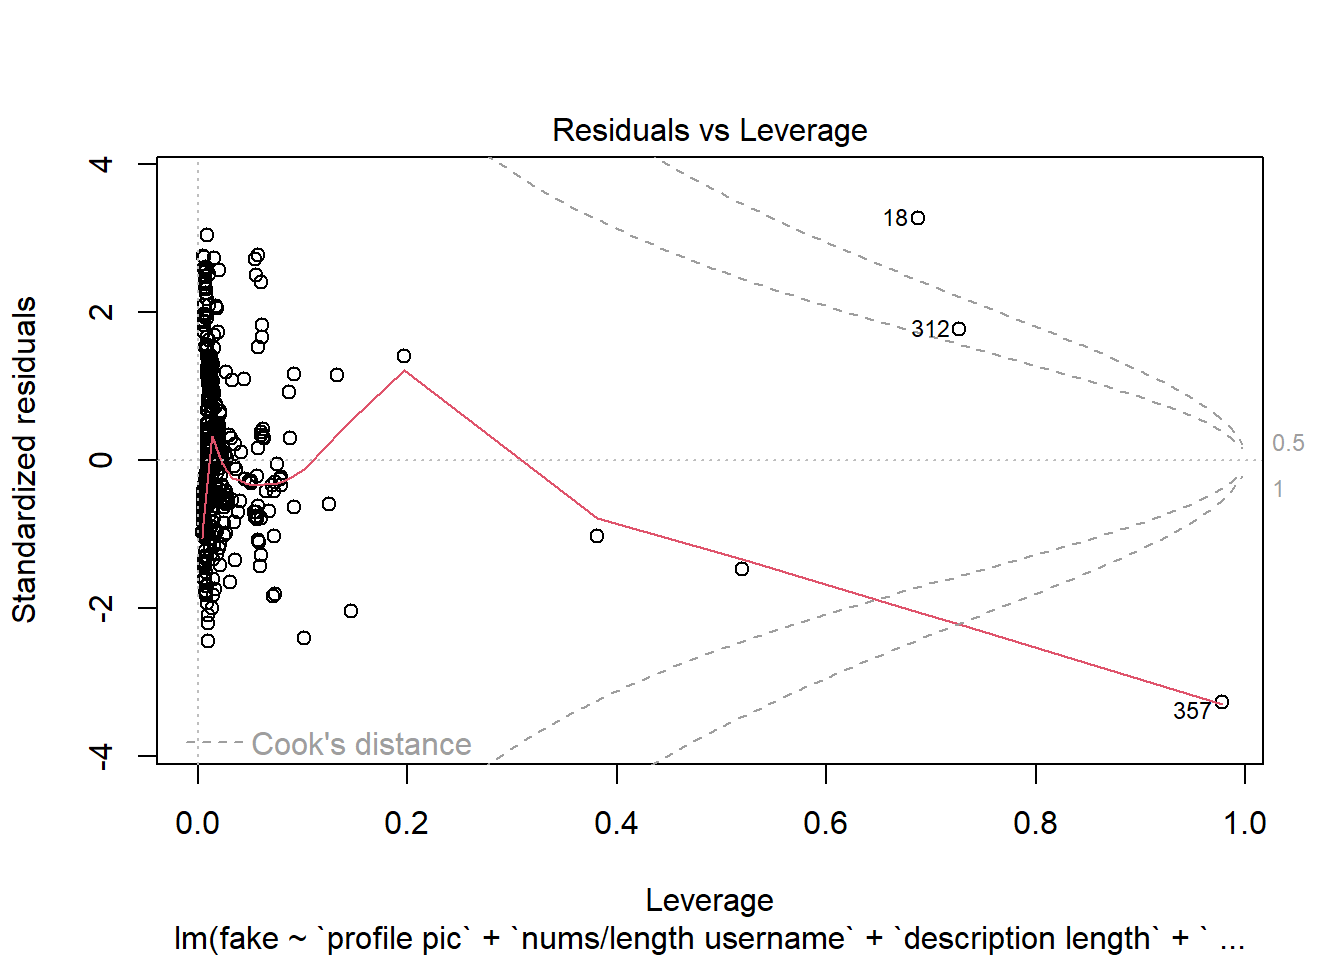 Residuals vs Leverage
4
2
0
-2
-4
Standardized residuals
18
312
357
0.5
1
Cook's distance
0.0 0.2 0.4 0.6 0.8 1.0
Leverage
lm(fake ~ `profile pic` + `nums/length username` + `description length` + ` ...